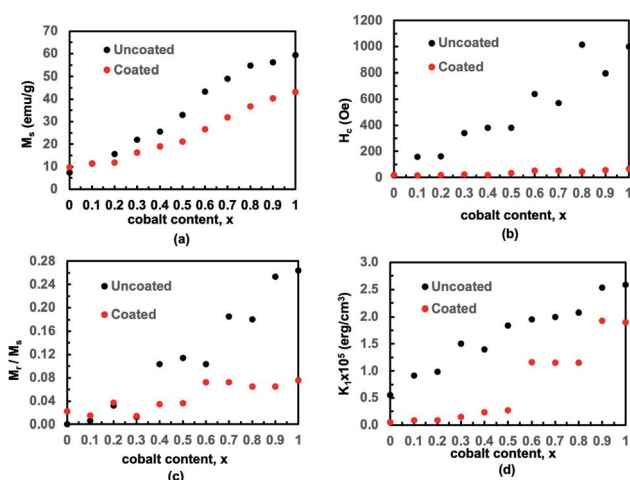 70
60
50
40
30
20
10
0
M_s (emu/g)
Uncoated
Coated
0 0.1 0.2 0.3 0.4 0.5 0.6 0.7 0.8 0.9 1
cobalt content, x
(a)
1200
1000
800
600
400
200
0
H_c (Oe)
Uncoated
Coated
0 0.1 0.2 0.3 0.4 0.5 0.6 0.7 0.8 0.9 1
cobalt content, x
(b)
0.28
0.24
0.20
0.16
0.12
0.08
0.04
0.00
M_r / M_s
Uncoated
Coated
0 0.1 0.2 0.3 0.4 0.5 0.6 0.7 0.8 0.9 1
cobalt content, x
(c)
3.0
2.5
2.0
1.5
1.0
0.5
0.0
K₁x10⁵ (erg/cm³)
Uncoated
Coated
0 0.1 0.2 0.3 0.4 0.5 0.6 0.7 0.8 0.9 1
cobalt content, x
(d)